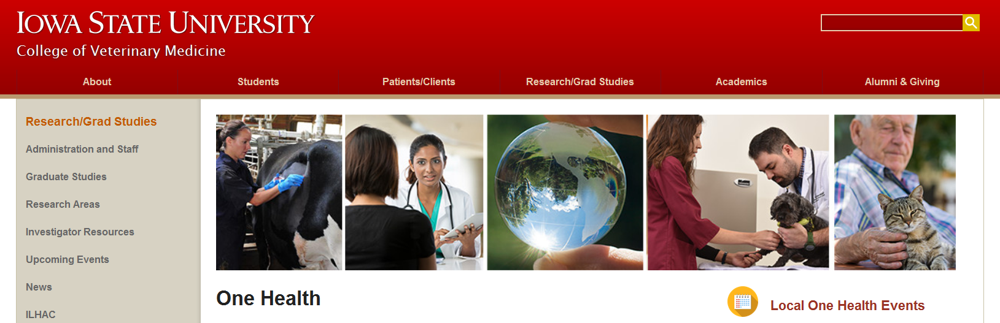 IOWA STATE UNIVERSITY
College of Veterinary Medicine
About
Students
Patients/Clients
Research/Grad Studies
Academics
Alumni & Giving
Research/Grad Studies
Administration and Staff
Graduate Studies
Research Areas
Investigator Resources
Upcoming Events
News
ILHAC
One Health
Local One Health Events